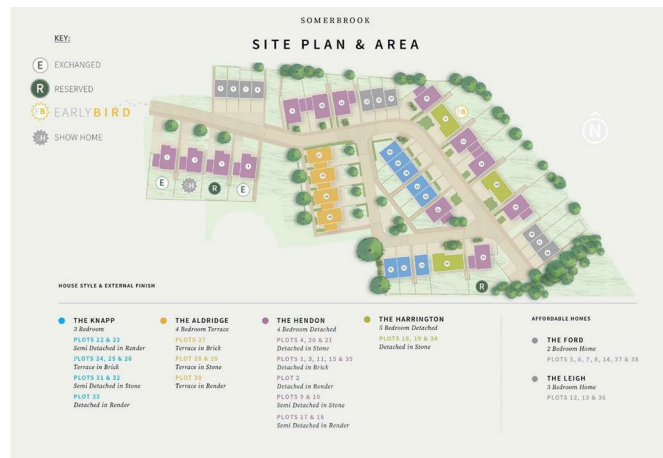 SOMERBROOK
SITE PLAN & AREA
KEY:
E EXCHANGED
R RESERVED
EB EARLYBIRD
SH SHOW HOME
EB
E
SH
R
E
N
R
HOUSE STYLE & EXTERNAL FINISH
THE KNAPP
3 Bedroom
PLOTS 22 & 23
Semi Detached in Render
PLOTS 24, 25 & 26
Terrace in Brick
PLOTS 31 & 32
Semi Detached in Stone
PLOT 33
Detached in Render
THE ALDRIDGE
4 Bedroom Terrace
PLOTS 27
Terrace in Brick
PLOT 28 & 29
Terrace in Stone
PLOT 30
Terrace in Render
THE HENDON
4 Bedroom Detached
PLOTS 4, 20 & 21
Detached in Stone
PLOTS 1, 3, 11, 15 & 35
Detached in Brick
PLOT 2
Detached in Render
PLOTS 9 & 10
Semi Detached in Stone
PLOTS 17 & 18
Semi Detached in Render
THE HARRINGTON
5 Bedroom Detached
PLOTS 16, 19 & 34
Detached in Stone
AFFORDABLE HOMES
THE FORD
2 Bedroom Home
PLOTS 5, 6, 7, 8, 14, 37 & 38
THE LEIGH
3 Bedroom Home
PLOTS 12, 13 & 36